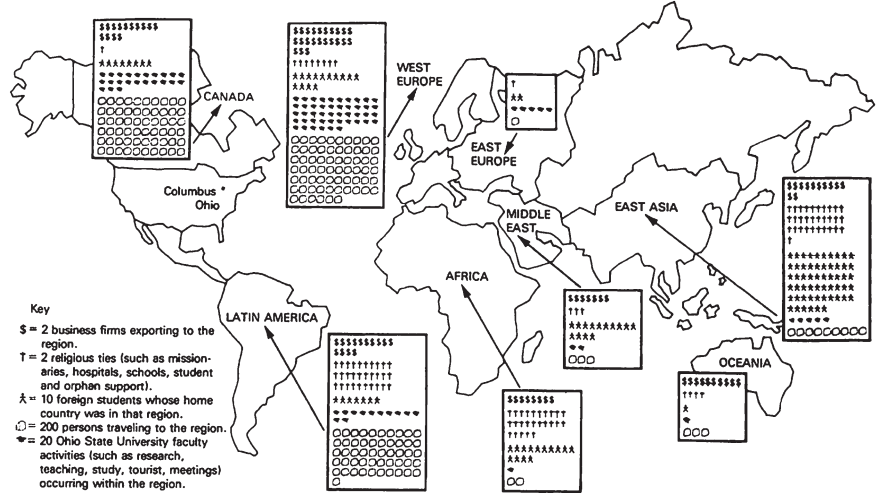 CANADA
WEST
EUROPE
EAST
EUROPE
Columbus
Ohio
MIDDLE
EAST
EAST ASIA
AFRICA
LATIN AMERICA
OCEANIA
Key
$ = 2 business firms exporting to the
region.
† = 2 religious ties (such as mission-
aries, hospitals, schools, student
and orphan support).
= 10 foreign students whose home
country was in that region.
= 200 persons traveling to the region.
= 20 Ohio State University faculty
activities (such as research,
teaching, study, tourist, meetings)
occurring within the region.